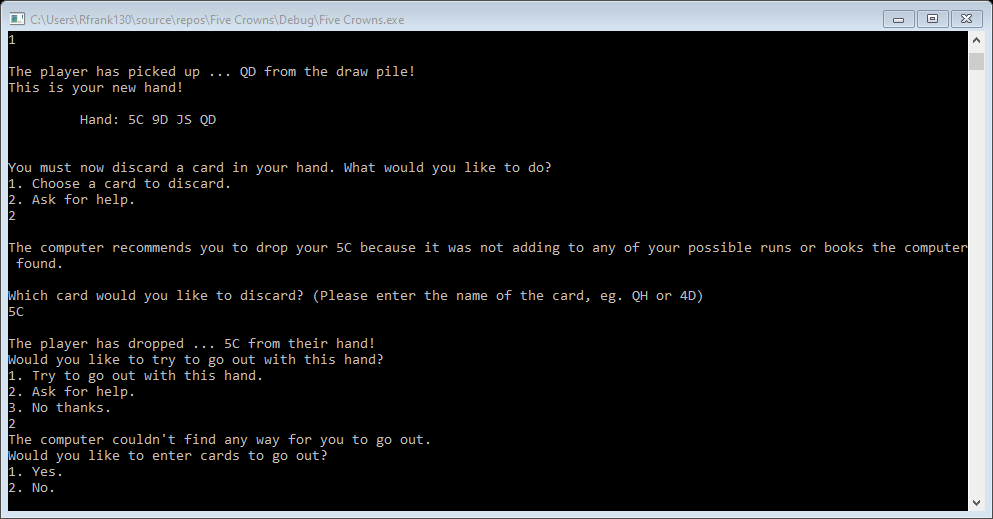 C:\Users\Rfrank130\source\repos\Five Crowns\Debug\Five Crowns.exe
1
The player has picked up ... QD from the draw pile!
This is your new hand!
Hand: 5C 9D JS QD
You must now discard a card in your hand. What would you like to do?
1. Choose a card to discard.
2. Ask for help.
2
The computer recommends you to drop your 5C because it was not adding to any of your possible runs or books the computer
found.
Which card would you like to discard? (Please enter the name of the card, eg. QH or 4D)
5C
The player has dropped ... 5C from their hand!
Would you like to try to go out with this hand?
1. Try to go out with this hand.
2. Ask for help.
3. No thanks.
2
The computer couldn't find any way for you to go out.
Would you like to enter cards to go out?
1. Yes.
2. No.